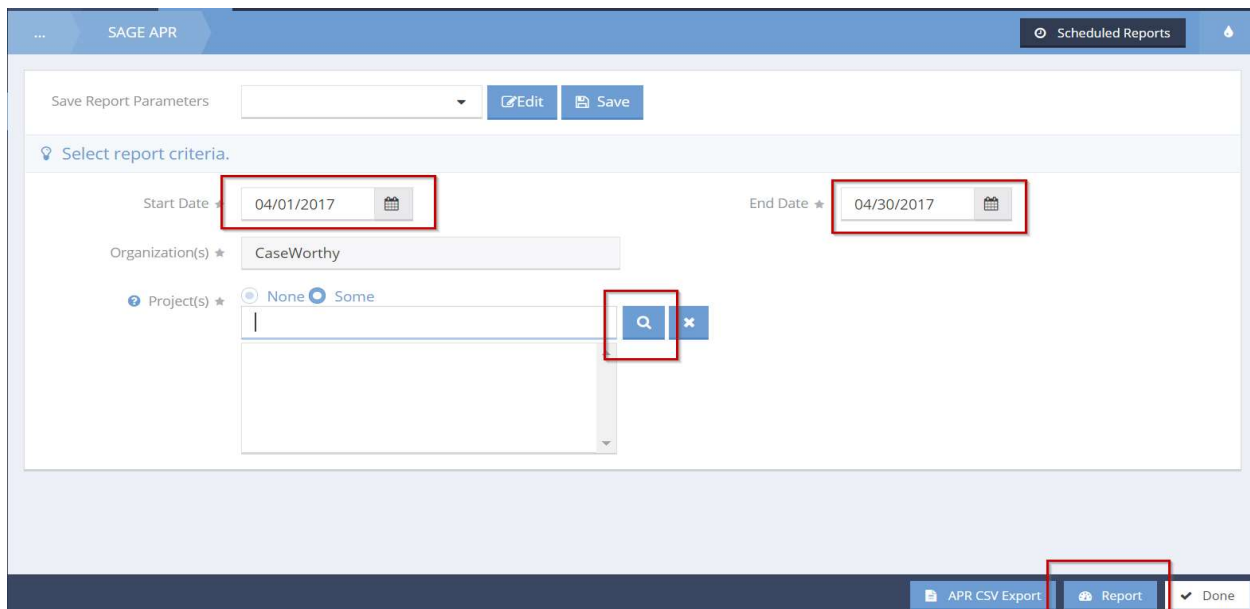 ... SAGE APR Scheduled Reports
Save Report Parameters Edit Save
Select report criteria.
Start Date 04/01/2017 End Date 04/30/2017
Organization(s) CaseWorthy
Project(s) None Some
APR CSV Export Report Done